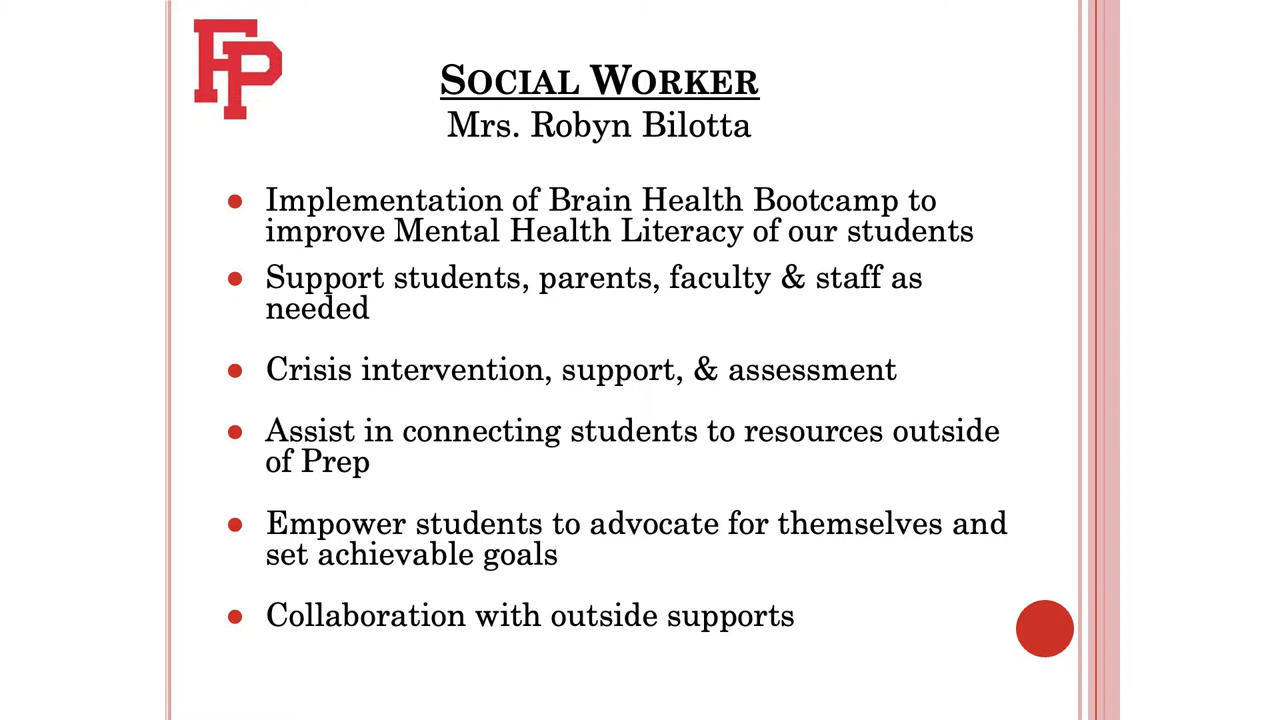 FP
SOCIAL WORKER
Mrs. Robyn Bilotta
● Implementation of Brain Health Bootcamp to
improve Mental Health Literacy of our students
● Support students, parents, faculty & staff as
needed
● Crisis intervention, support, & assessment
● Assist in connecting students to resources outside
of Prep
● Empower students to advocate for themselves and
set achievable goals
● Collaboration with outside supports